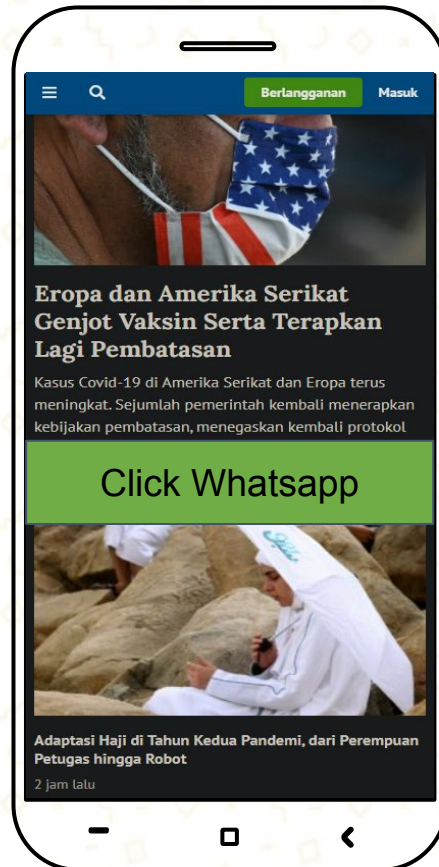 Berlangganan Masuk
Eropa dan Amerika Serikat
Genjot Vaksin Serta Terapkan
Lagi Pembatasan
Kasus Covid-19 di Amerika Serikat dan Eropa terus
meningkat. Sejumlah pemerintah kembali menerapkan
kebijakan pembatasan, menegaskan kembali protokol
Click Whatsapp
Adaptasi Haji di Tahun Kedua Pandemi, dari Perempuan
Petugas hingga Robot
2 jam lalu